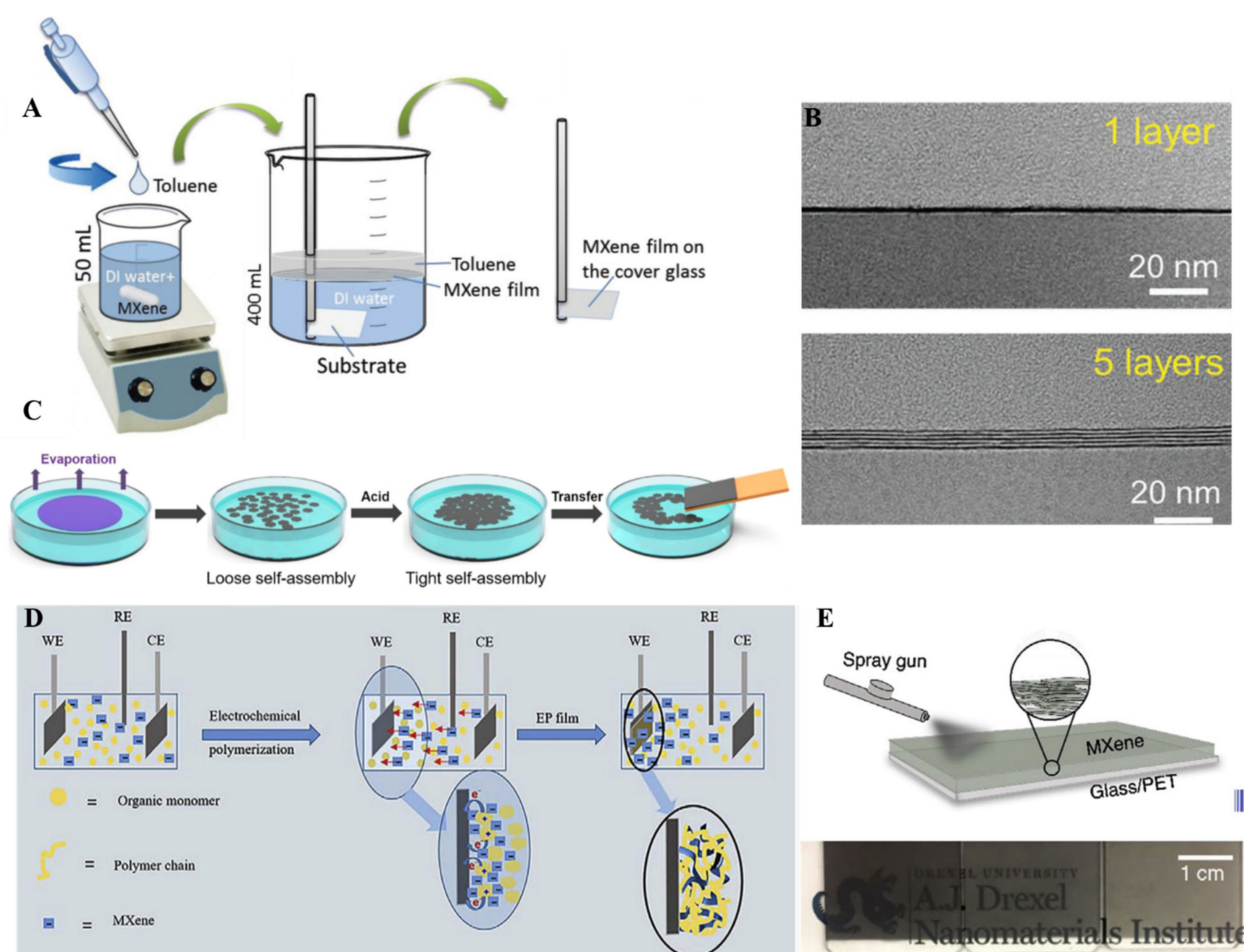 A
Toluene
50 mL
DI water+
MXene
400 mL
Toluene
MXene film
DI water
Substrate
MXene film on
the cover glass
B
1 layer
20 nm
5 layers
20 nm
C
Evaporation
Loose self-assembly
Acid
Tight self-assembly
Transfer
D
WE
RE
CE
Electrochemical
polymerization
WE
RE
CE
e-
e
e
EP film
WE
RE
CE
= Organic monomer
= Polymer chain
= MXene
E
Spray gun
MXene
Glass/PET
1 cm
DREXEL UNIVERSITY
A.J. Drexel
Nanomaterials Institute